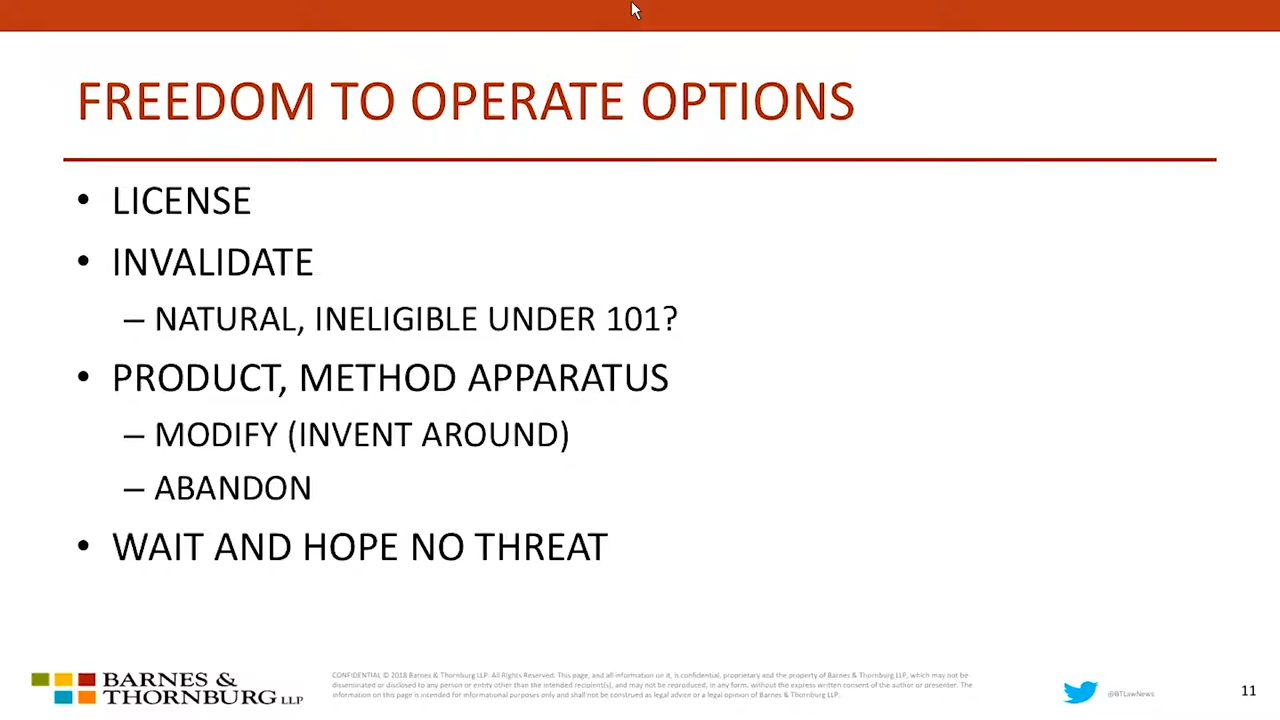 FREEDOM TO OPERATE OPTIONS
• LICENSE
• INVALIDATE
– NATURAL, INELIGIBLE UNDER 101?
• PRODUCT, METHOD APPARATUS
– MODIFY (INVENT AROUND)
– ABANDON
• WAIT AND HOPE NO THREAT
BARNES &
THORNBURG LLP
CONFIDENTIAL © 2018 Barnes & Thornburg LLP. All Rights Reserved. This page, and all information on it, is confidential, proprietary and the property of Barnes & Thornburg LLP, which may not be
disseminated or disclosed to any person or entity other than the intended recipient(s), and may not be reproduced, in any form, without the express written consent of the author or presenter. The
information on this page is intended for informational purposes only and shall not be construed as legal advice or a legal opinion of Barnes & Thornburg LLP.
@BTLawNews
11